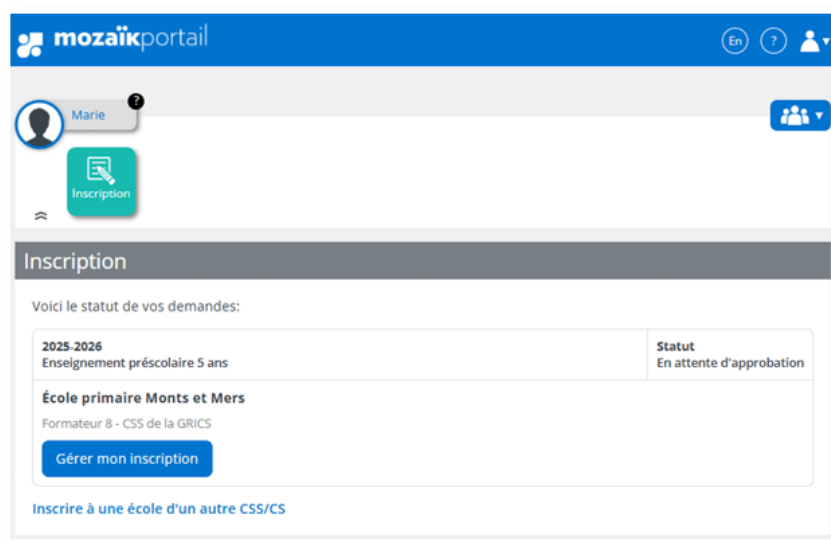 mozaïkportail
En
?
Marie
?
Inscription
Inscription
Voici le statut de vos demandes:
2025-2026
Enseignement préscolaire 5 ans
Statut
En attente d'approbation
École primaire Monts et Mers
Formateur 8 - CSS de la GRICS
Gérer mon inscription
Inscrire à une école d'un autre CSS/CS